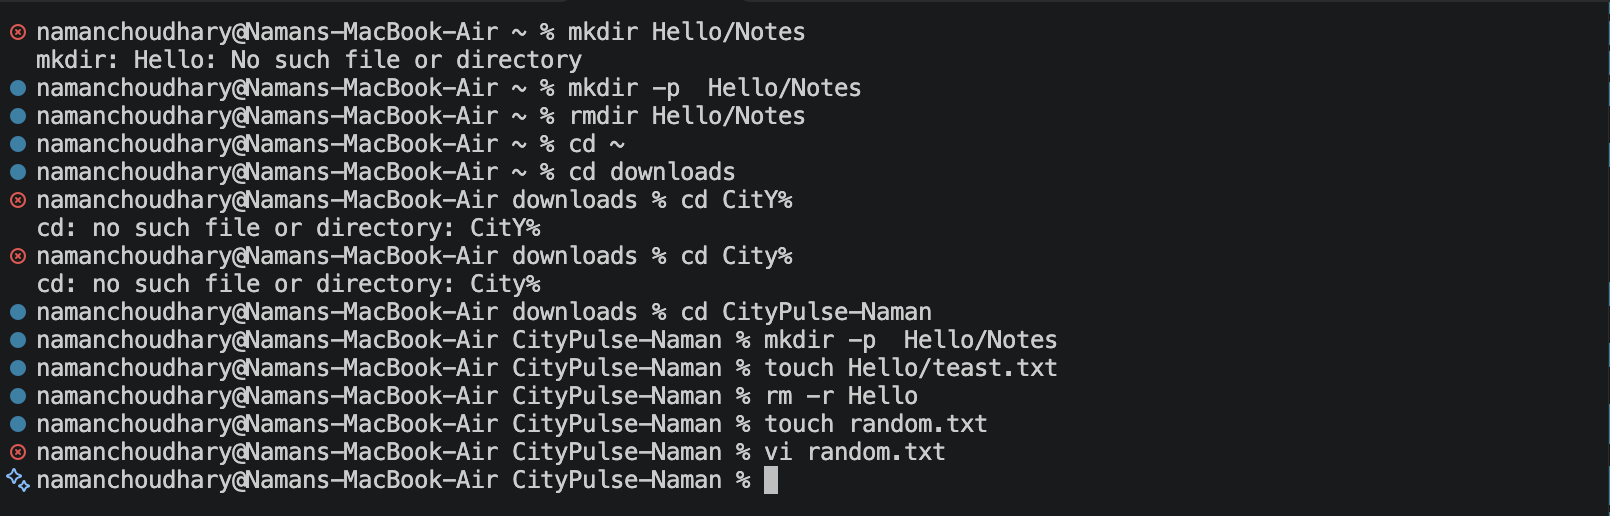 namanchoudhary@Namans-MacBook-Air ~ % mkdir Hello/Notes
mkdir: Hello: No such file or directory
namanchoudhary@Namans-MacBook-Air ~ % mkdir -p  Hello/Notes
namanchoudhary@Namans-MacBook-Air ~ % rmdir Hello/Notes
namanchoudhary@Namans-MacBook-Air ~ % cd ~
namanchoudhary@Namans-MacBook-Air ~ % cd downloads
namanchoudhary@Namans-MacBook-Air downloads % cd CitY%
cd: no such file or directory: CitY%
namanchoudhary@Namans-MacBook-Air downloads % cd City%
cd: no such file or directory: City%
namanchoudhary@Namans-MacBook-Air downloads % cd CityPulse-Naman
namanchoudhary@Namans-MacBook-Air CityPulse-Naman % mkdir -p  Hello/Notes
namanchoudhary@Namans-MacBook-Air CityPulse-Naman % touch Hello/teast.txt
namanchoudhary@Namans-MacBook-Air CityPulse-Naman % rm -r Hello
namanchoudhary@Namans-MacBook-Air CityPulse-Naman % touch random.txt
namanchoudhary@Namans-MacBook-Air CityPulse-Naman % vi random.txt
namanchoudhary@Namans-MacBook-Air CityPulse-Naman %